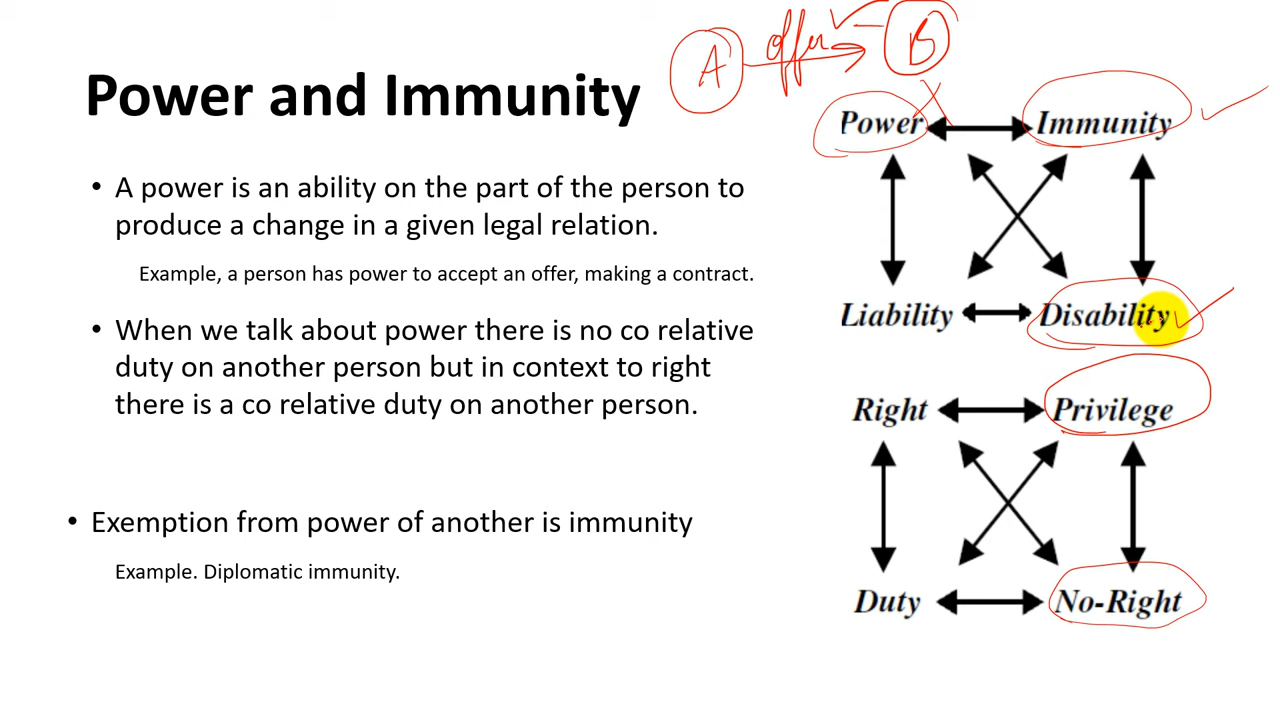 A offer B
Power and Immunity
• A power is an ability on the part of the person to
produce a change in a given legal relation.
Example, a person has power to accept an offer, making a contract.
• When we talk about power there is no co relative
duty on another person but in context to right
there is a co relative duty on another person.
• Exemption from power of another is immunity
Example. Diplomatic immunity.
Power Immunity
Liability Disability
Right Privilege
Duty No-Right